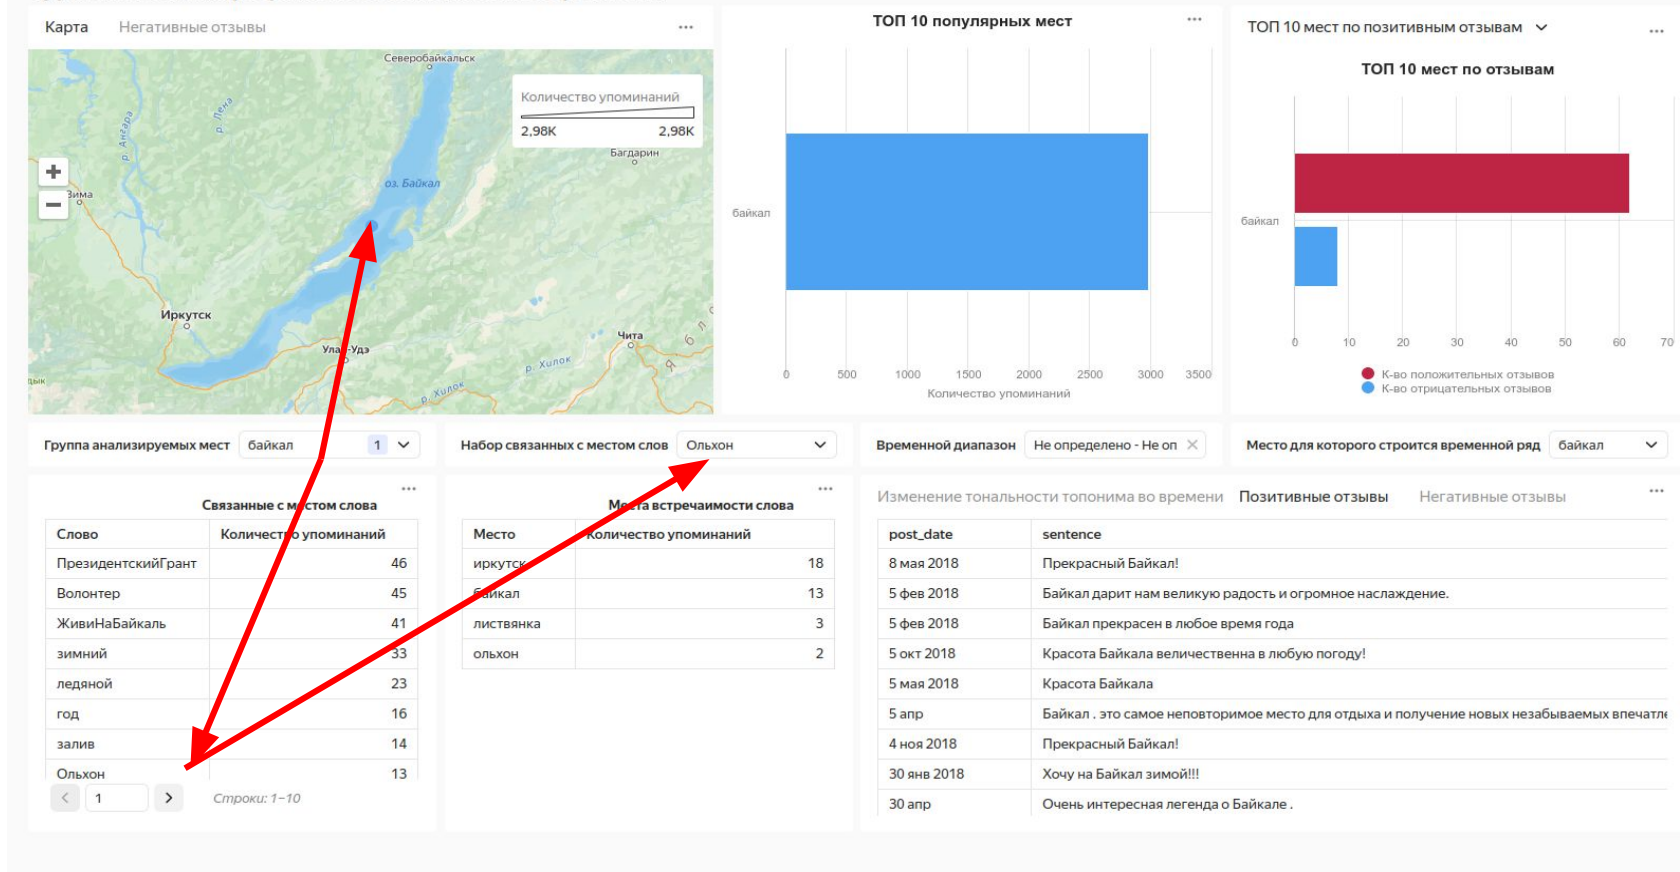 Карта Негативные отзывы
Северобайкальск
Количество упоминаний
2,98K 2,98K
р. Лена
р. Ангара
Багдарин
оз. Байкал
Зима
+
−
Иркутск
Улан-Удэ
Чита
р. Хилок
р. Хилок
ТОП 10 популярных мест
байкал
0 500 1000 1500 2000 2500 3000 3500
Количество упоминаний
ТОП 10 мест по позитивным отзывам
ТОП 10 мест по отзывам
байкал
0 10 20 30 40 50 60 70
К-во положительных отзывов
К-во отрицательных отзывов
Группа анализируемых мест байкал 1
Набор связанных с местом слов Ольхон
Временной диапазон Не определено - Не оп
Место для которого строится временной ряд байкал
Связанные с местом слова
Слово Количество упоминаний
ПрезидентскийГрант 46
Волонтер 45
ЖивиНаБайкаль 41
зимний 33
ледяной 23
год 16
залив 14
Ольхон 13
1 Строки: 1–10
Места встречаимости слова
Место Количество упоминаний
иркутск 18
байкал 13
листвянка 3
ольхон 2
Изменение тональности топонима во времени Позитивные отзывы Негативные отзывы
post_date sentence
8 мая 2018 Прекрасный Байкал!
5 фев 2018 Байкал дарит нам великую радость и огромное наслаждение.
5 фев 2018 Байкал прекрасен в любое время года
5 окт 2018 Красота Байкала величественна в любую погоду!
5 мая 2018 Красота Байкала
5 апр Байкал . это самое неповторимое место для отдыха и получение новых незабываемых впечатле
4 ноя 2018 Прекрасный Байкал!
30 янв 2018 Хочу на Байкал зимой!!!
30 апр Очень интересная легенда о Байкале .